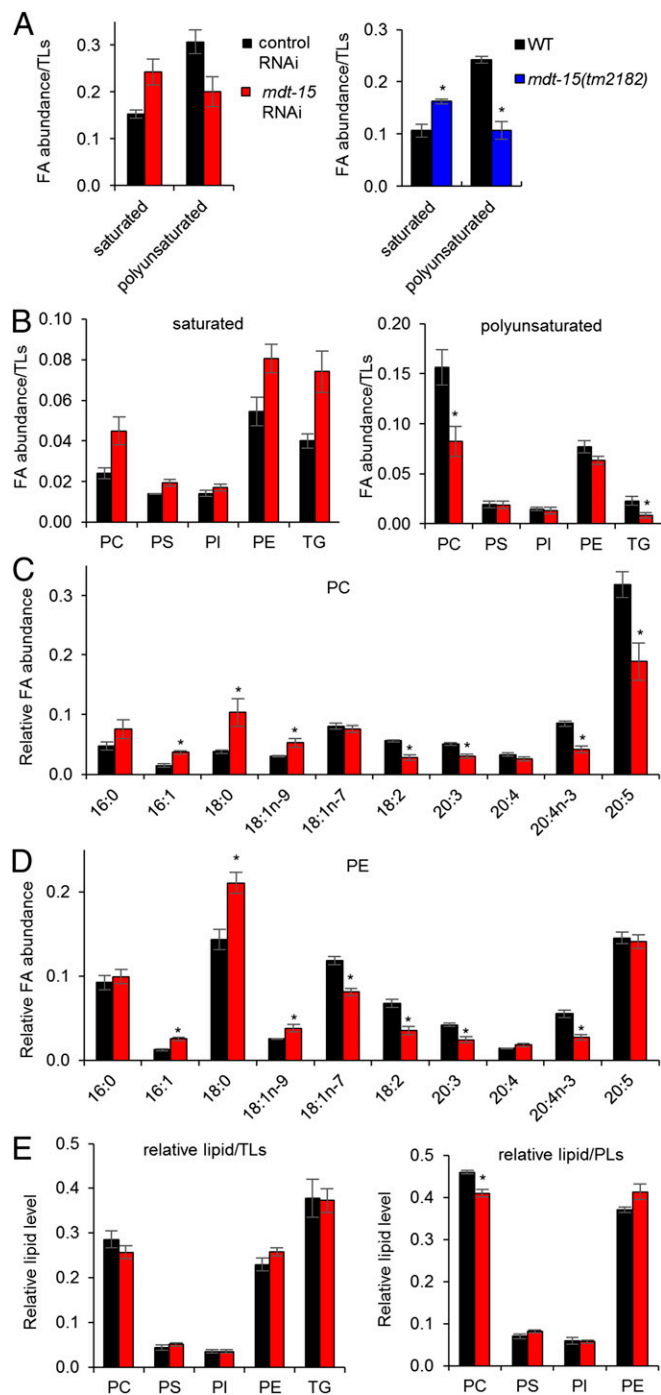 A
FA abundance/TLs
0.3
0.2
0.1
0.0
saturated
polyunsaturated
control
RNAi
mdt-15
RNAi
FA abundance/TLs
0.3
0.2
0.1
0.0
* *
saturated
polyunsaturated
WT
mdt-15(tm2182)
B
saturated
FA abundance/TLs
0.10
0.08
0.06
0.04
0.02
0.00
PC PS PI PE TG
polyunsaturated
FA abundance/TLs
0.20
0.15
0.10
0.05
0.00
* *
PC PS PI PE TG
C
PC
Relative FA abundance
0.3
0.2
0.1
0.0
* * * * * * *
16:0 16:1 18:0 18:1n-9 18:1n-7 18:2 20:3 20:4 20:4n-3 20:5
D
PE
Relative FA abundance
0.2
0.1
0.0
* * * * * * *
16:0 16:1 18:0 18:1n-9 18:1n-7 18:2 20:3 20:4 20:4n-3 20:5
E
relative lipid/TLs
Relative lipid level
0.5
0.4
0.3
0.2
0.1
0.0
PC PS PI PE TG
relative lipid/PLs
Relative lipid level
0.5
0.4
0.3
0.2
0.1
0.0
*
PC PS PI PE